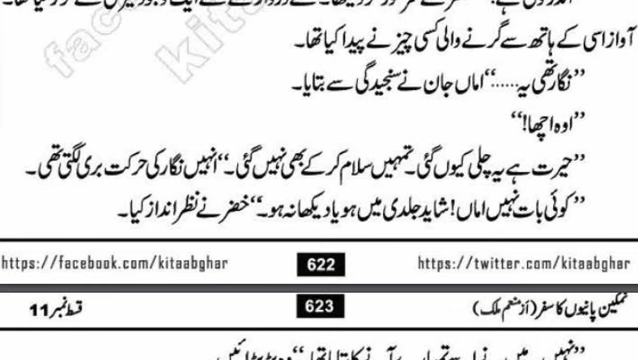 آواز اسی کے ہاتھ سے گرنے والی کسی چیز نے پیدا کیا تھا۔
’’نگار تھی یہ......‘‘ اماں جان نے سنجیدگی سے بتایا۔
’’اوہ اچھا!‘‘
’’حیرت ہے یہ چلی کیوں گئی۔ تمہیں سلام کر کے بھی نہیں گئی۔‘‘ انہیں نگار کی حرکت بری لگتی تھی۔
’’کوئی بات نہیں اماں! شاید جلدی میں ہو یا دیکھا نہ ہو۔‘‘ خضر نے نظر انداز کیا۔
https://facebook.com/kitaabghar 622 https://twitter.com/kitaabghar
نمکین پانیوں کا سفر (از منعم ملک) 623 قسط نمبر 11